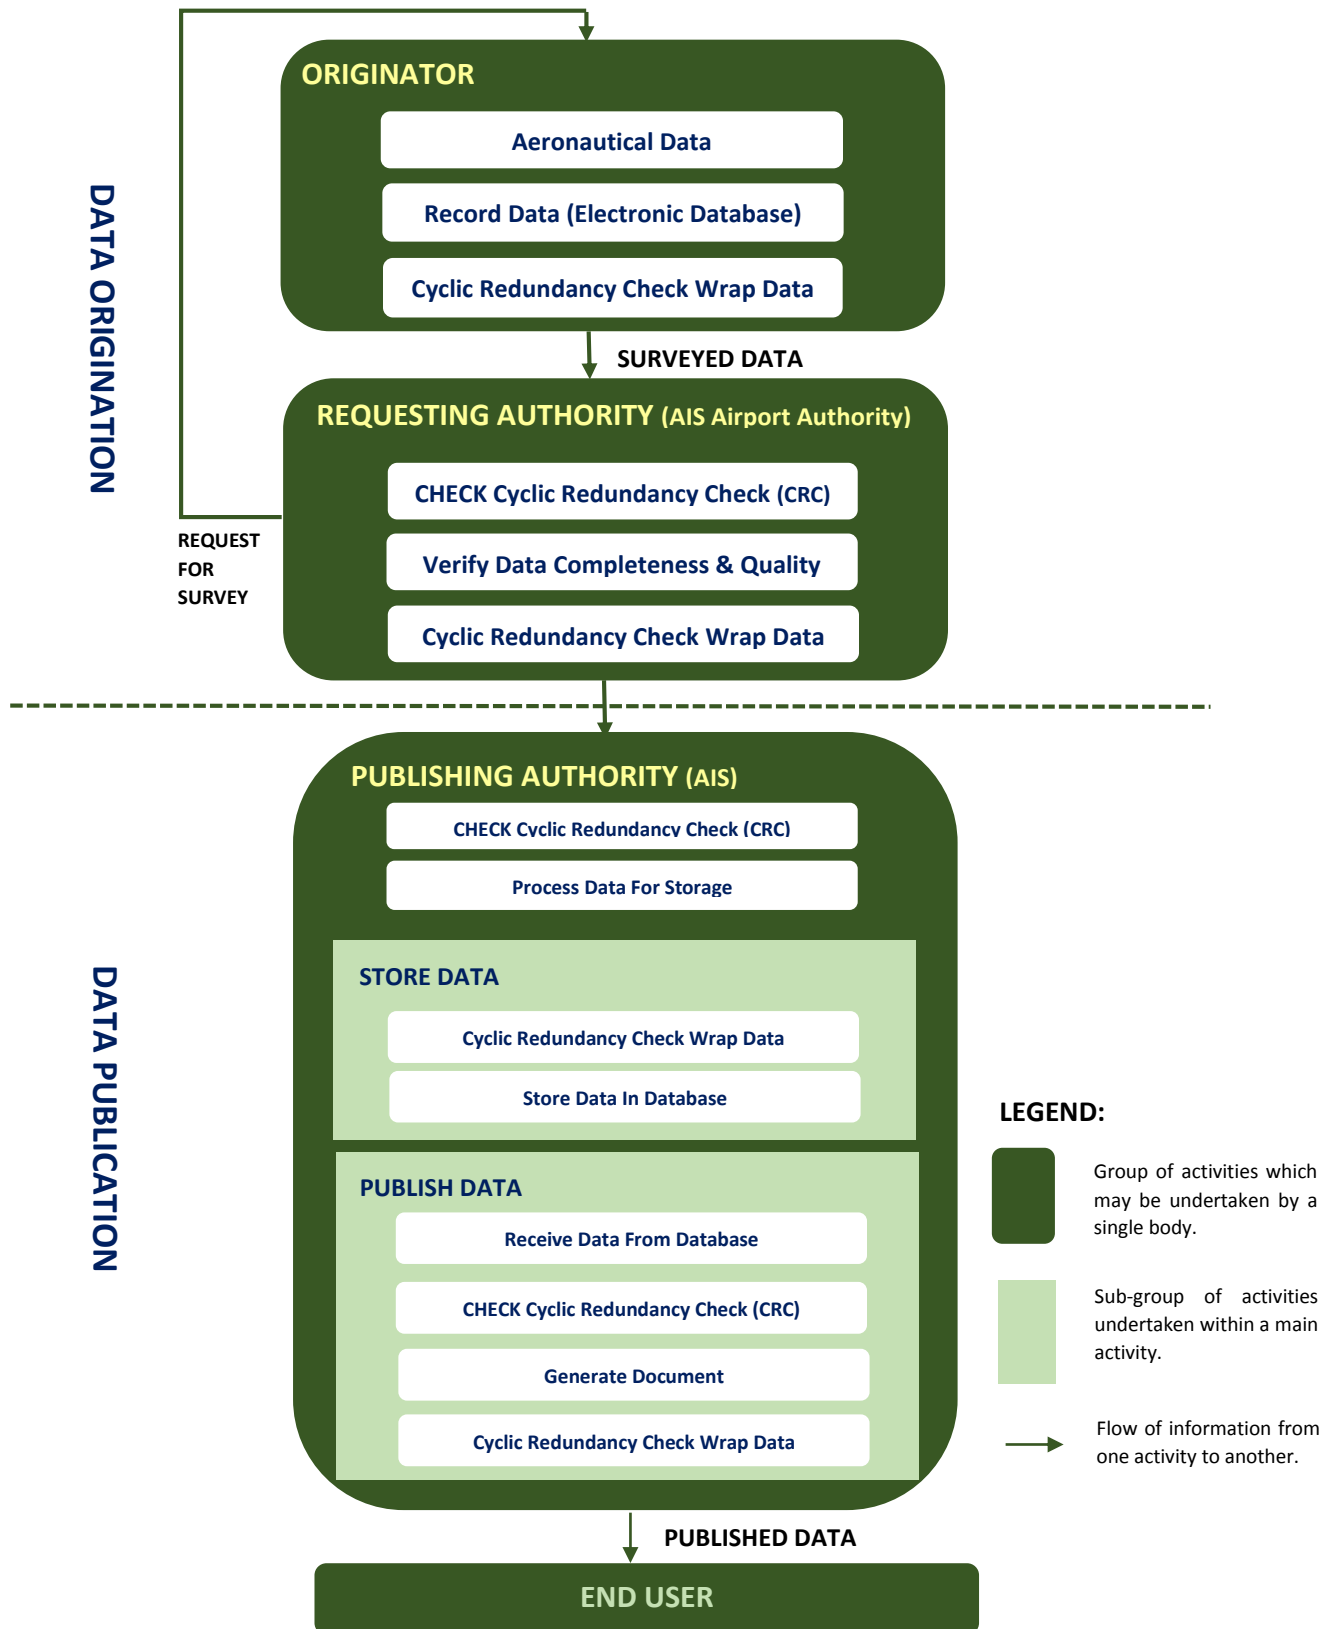 ORIGINATOR
Aeronautical Data
Record Data (Electronic Database)
Cyclic Redundancy Check Wrap Data
DATA ORIGINATION
SURVEYED DATA
REQUESTING AUTHORITY (AIS Airport Authority)
CHECK Cyclic Redundancy Check (CRC)
Verify Data Completeness & Quality
Cyclic Redundancy Check Wrap Data
REQUEST
FOR
SURVEY
PUBLISHING AUTHORITY (AIS)
CHECK Cyclic Redundancy Check (CRC)
Process Data For Storage
DATA PUBLICATION
STORE DATA
Cyclic Redundancy Check Wrap Data
Store Data In Database
PUBLISH DATA
Receive Data From Database
CHECK Cyclic Redundancy Check (CRC)
Generate Document
Cyclic Redundancy Check Wrap Data
LEGEND:
Group of activities which
may be undertaken by a
single body.
Sub-group of activities
undertaken within a main
activity.
Flow of information from
one activity to another.
PUBLISHED DATA
END USER